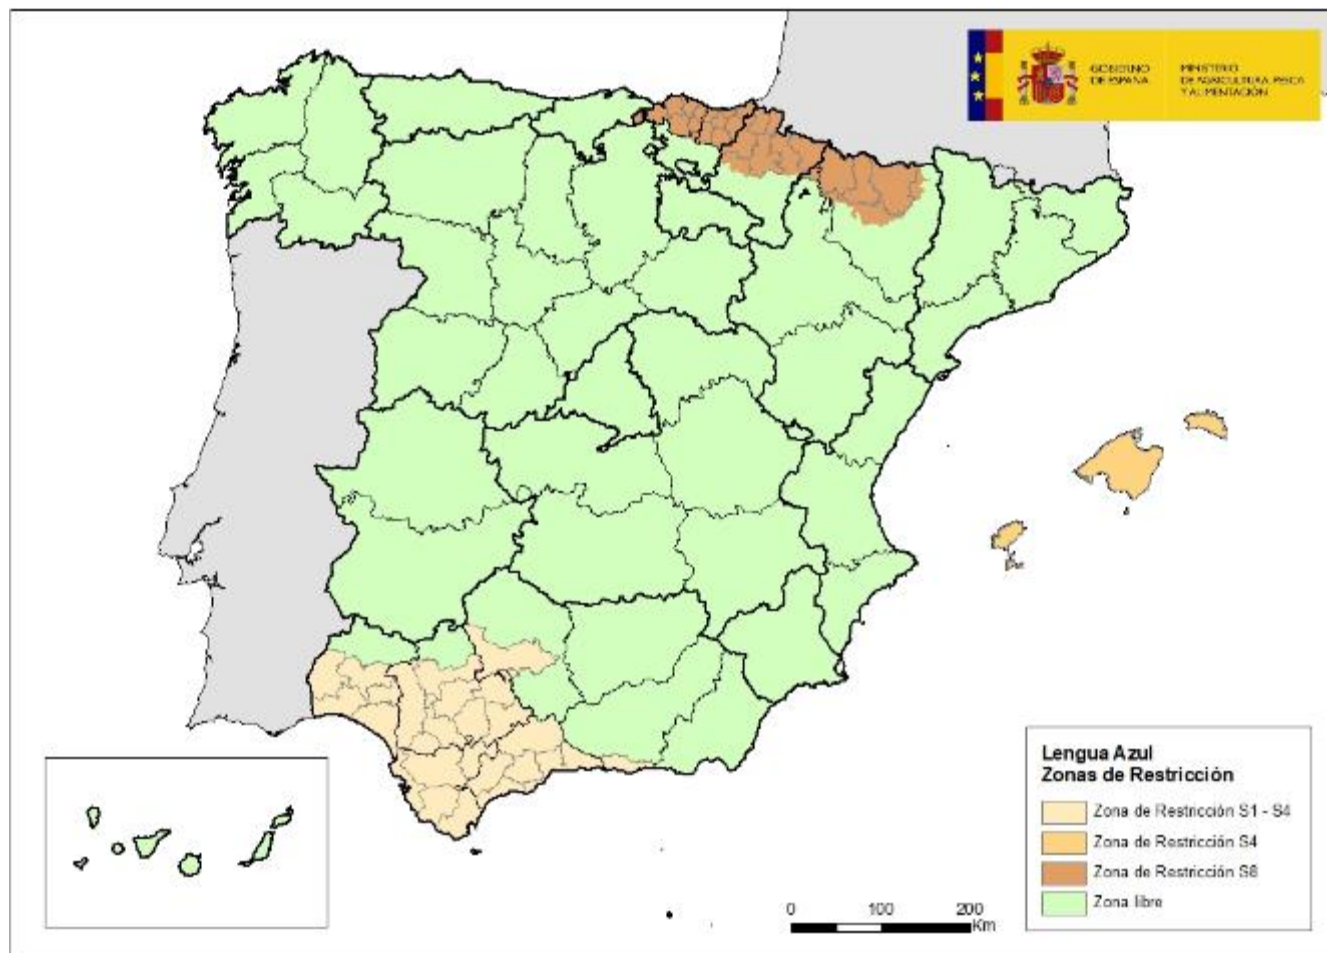 GOBIERNO
DE ESPAÑA
MINISTERIO
DE AGRICULTURA, PESCA
Y ALIMENTACIÓN
Lengua Azul
Zonas de Restricción
Zona de Restricción S1 - S4
Zona de Restricción S4
Zona de Restricción S8
Zona libre
0 100 200
Km